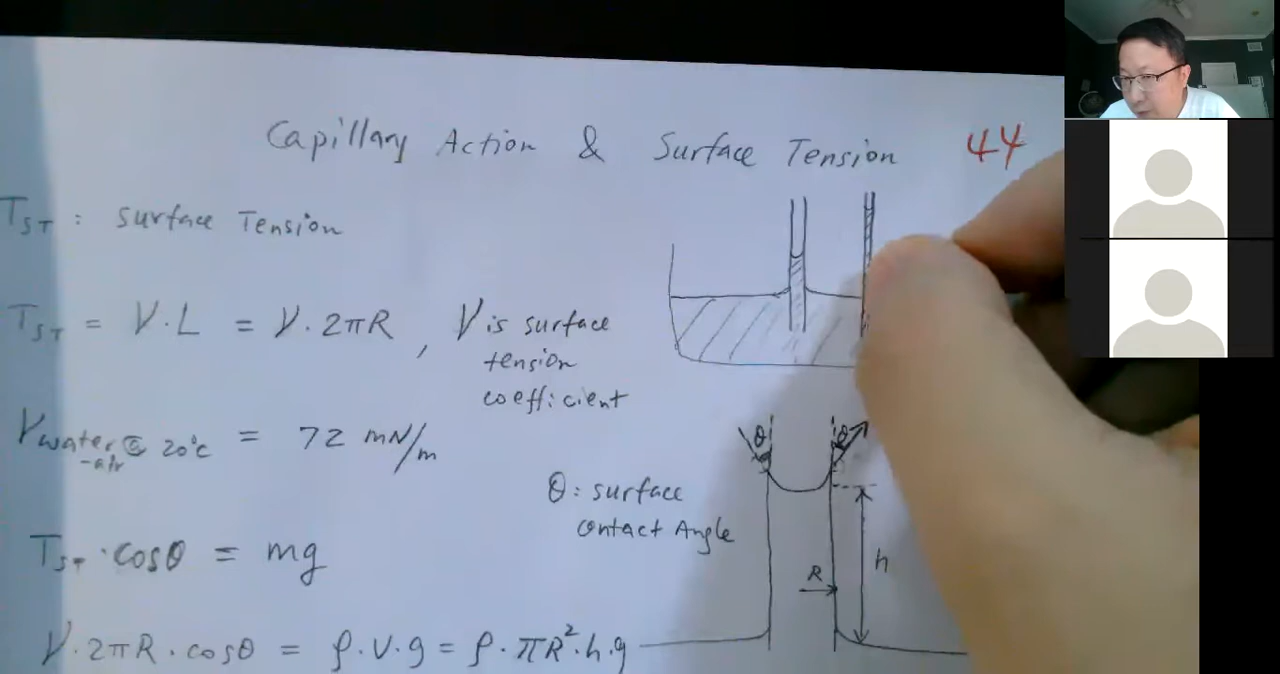 Capillary Action & Surface Tension 44
T_ST : surface Tension
T_ST = γ·L = γ·2πR , γ is surface
tension
coefficient
γ water @ 20°c = 72 mN/m
-air
θ θ
θ: surface
contact Angle
T_ST·cosθ = mg
h
R
γ·2πR·cosθ = ρ·V·g = ρ·πR²·h·g